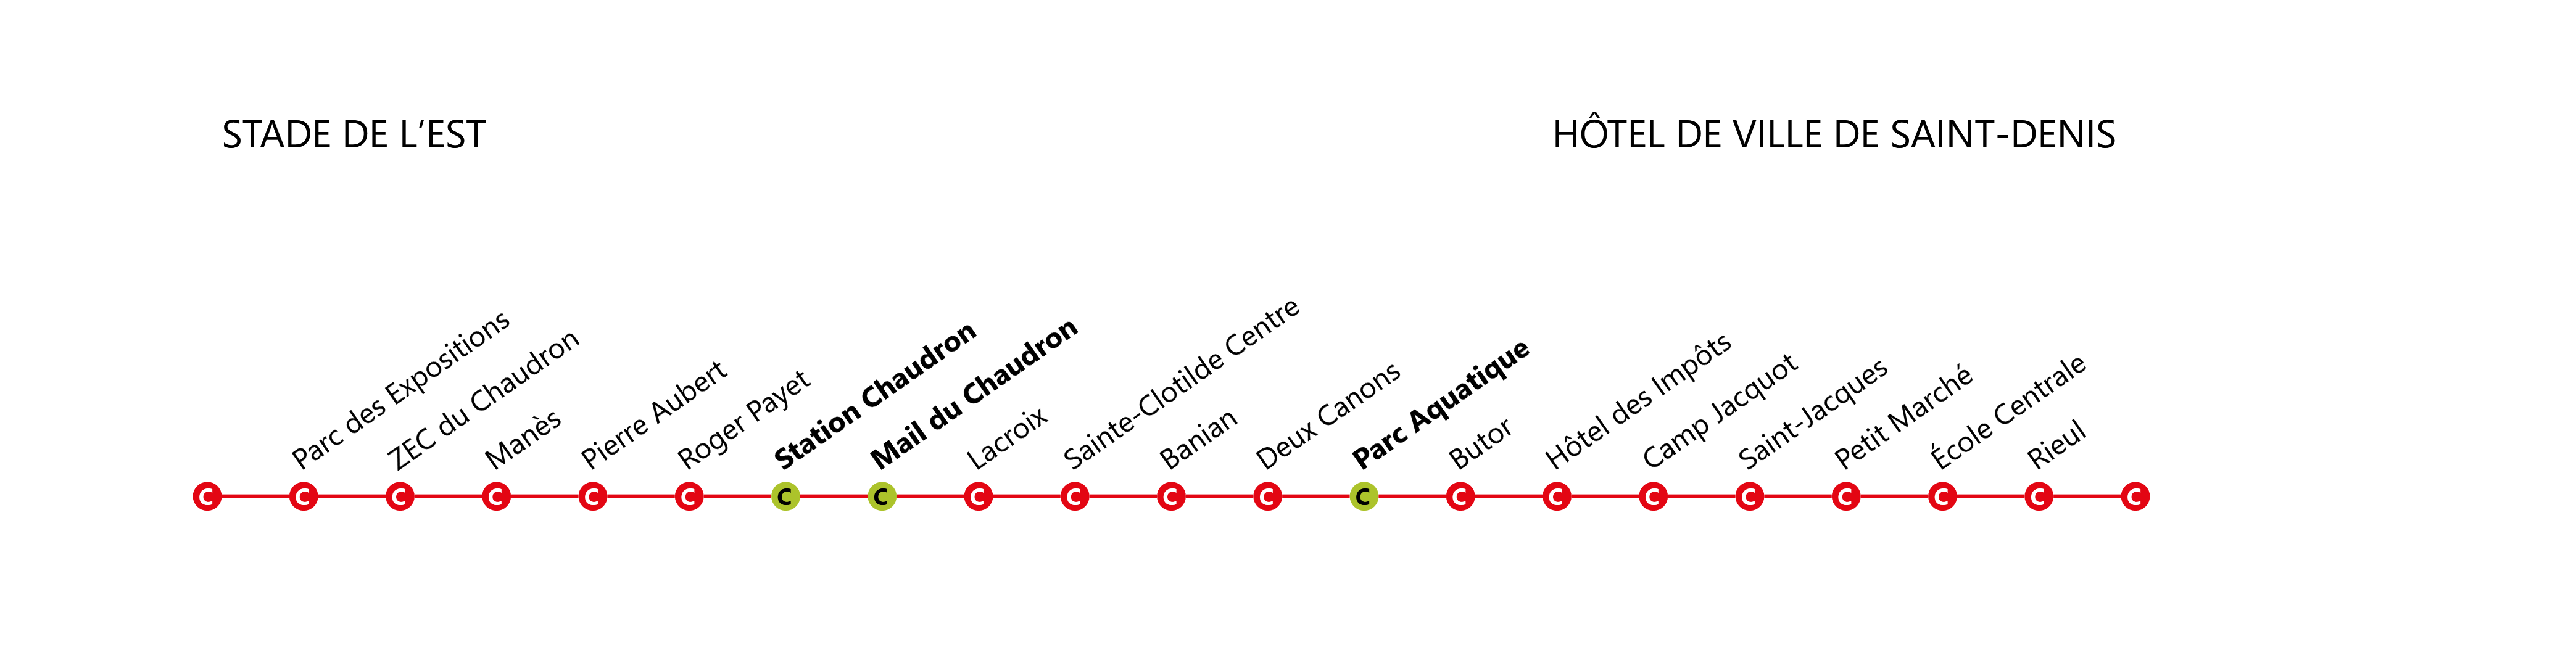 STADE DE L’EST
HÔTEL DE VILLE DE SAINT-DENIS
Parc des Expositions
ZEC du Chaudron
Manès
Pierre Aubert
Roger Payet
Station Chaudron
Mail du Chaudron
Lacroix
Sainte-Clotilde Centre
Banian
Deux Canons
Parc Aquatique
Butor
Hôtel des Impôts
Camp Jacquot
Saint-Jacques
Petit Marché
École Centrale
Rieul
C C C C C C C C C C C C C C C C C C C C C